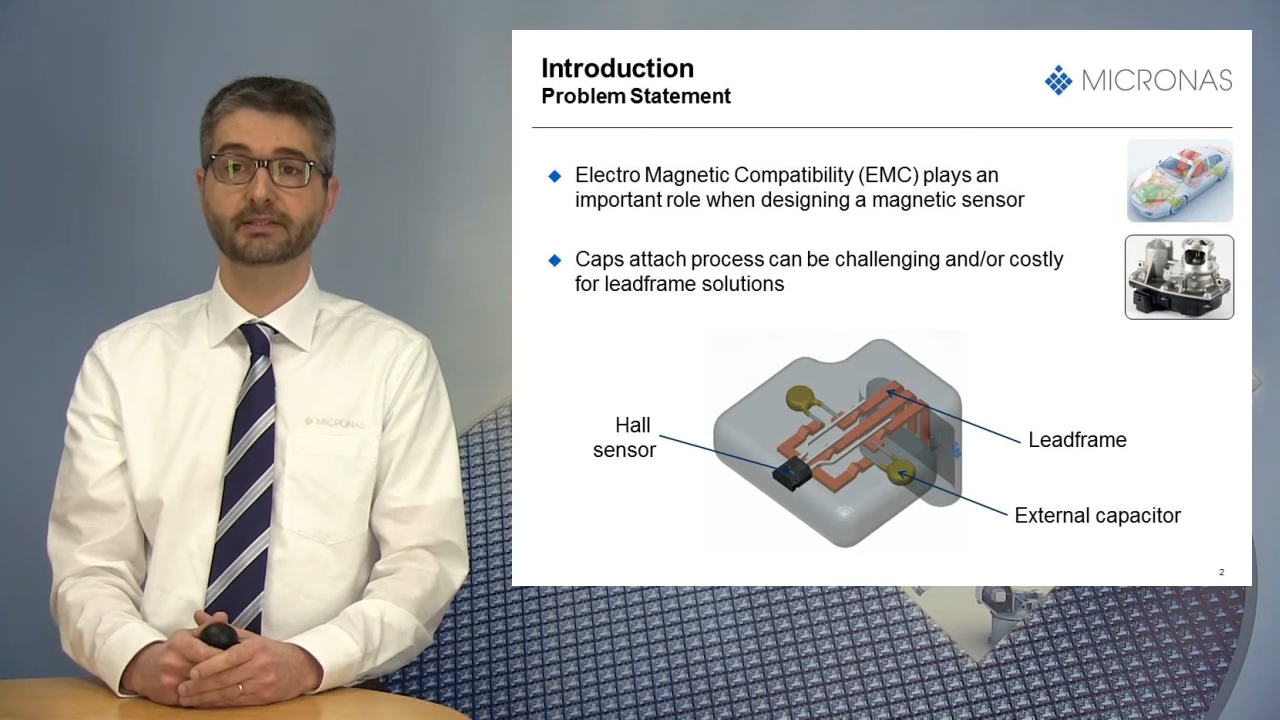 Introduction
Problem Statement
MICRONAS
Electro Magnetic Compatibility (EMC) plays an
important role when designing a magnetic sensor
Caps attach process can be challenging and/or costly
for leadframe solutions
Hall
sensor
Leadframe
External capacitor
2
MICRONAS